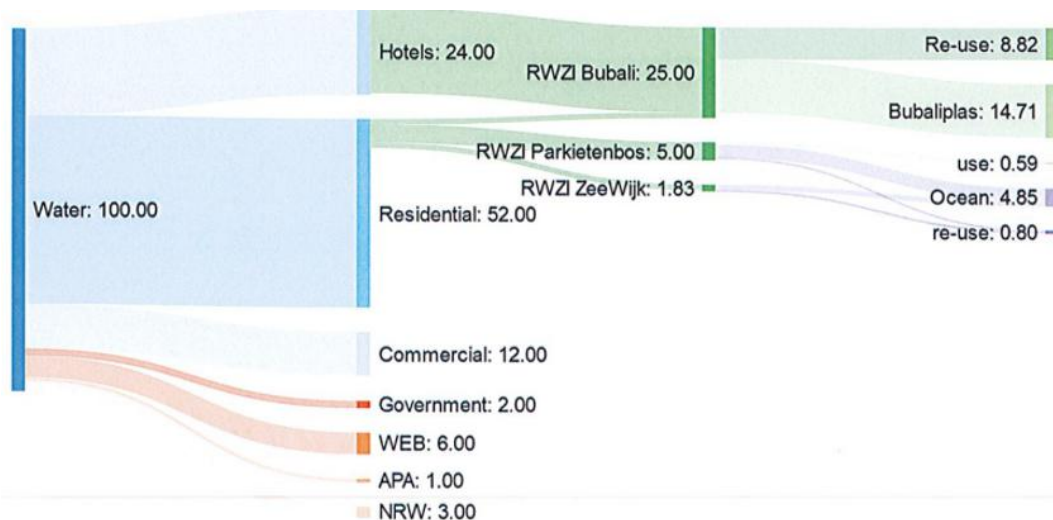 Water: 100.00
Hotels: 24.00
Residential: 52.00
Commercial: 12.00
Government: 2.00
WEB: 6.00
APA: 1.00
NRW: 3.00
RWZI Bubali: 25.00
RWZI Parkietenbos: 5.00
RWZI ZeeWijk: 1.83
Re-use: 8.82
Bubaliplas: 14.71
use: 0.59
Ocean: 4.85
re-use: 0.80